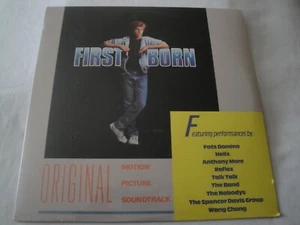 FIRST BORN
ORIGINAL
MOTION
PICTURE
SOUNDTRACK
Featuring performances by:
Fats Domino
Helix
Anthony More
Reflex
Talk Talk
The Band
The Nobodys
The Spencer Davis Group
Wang Chung